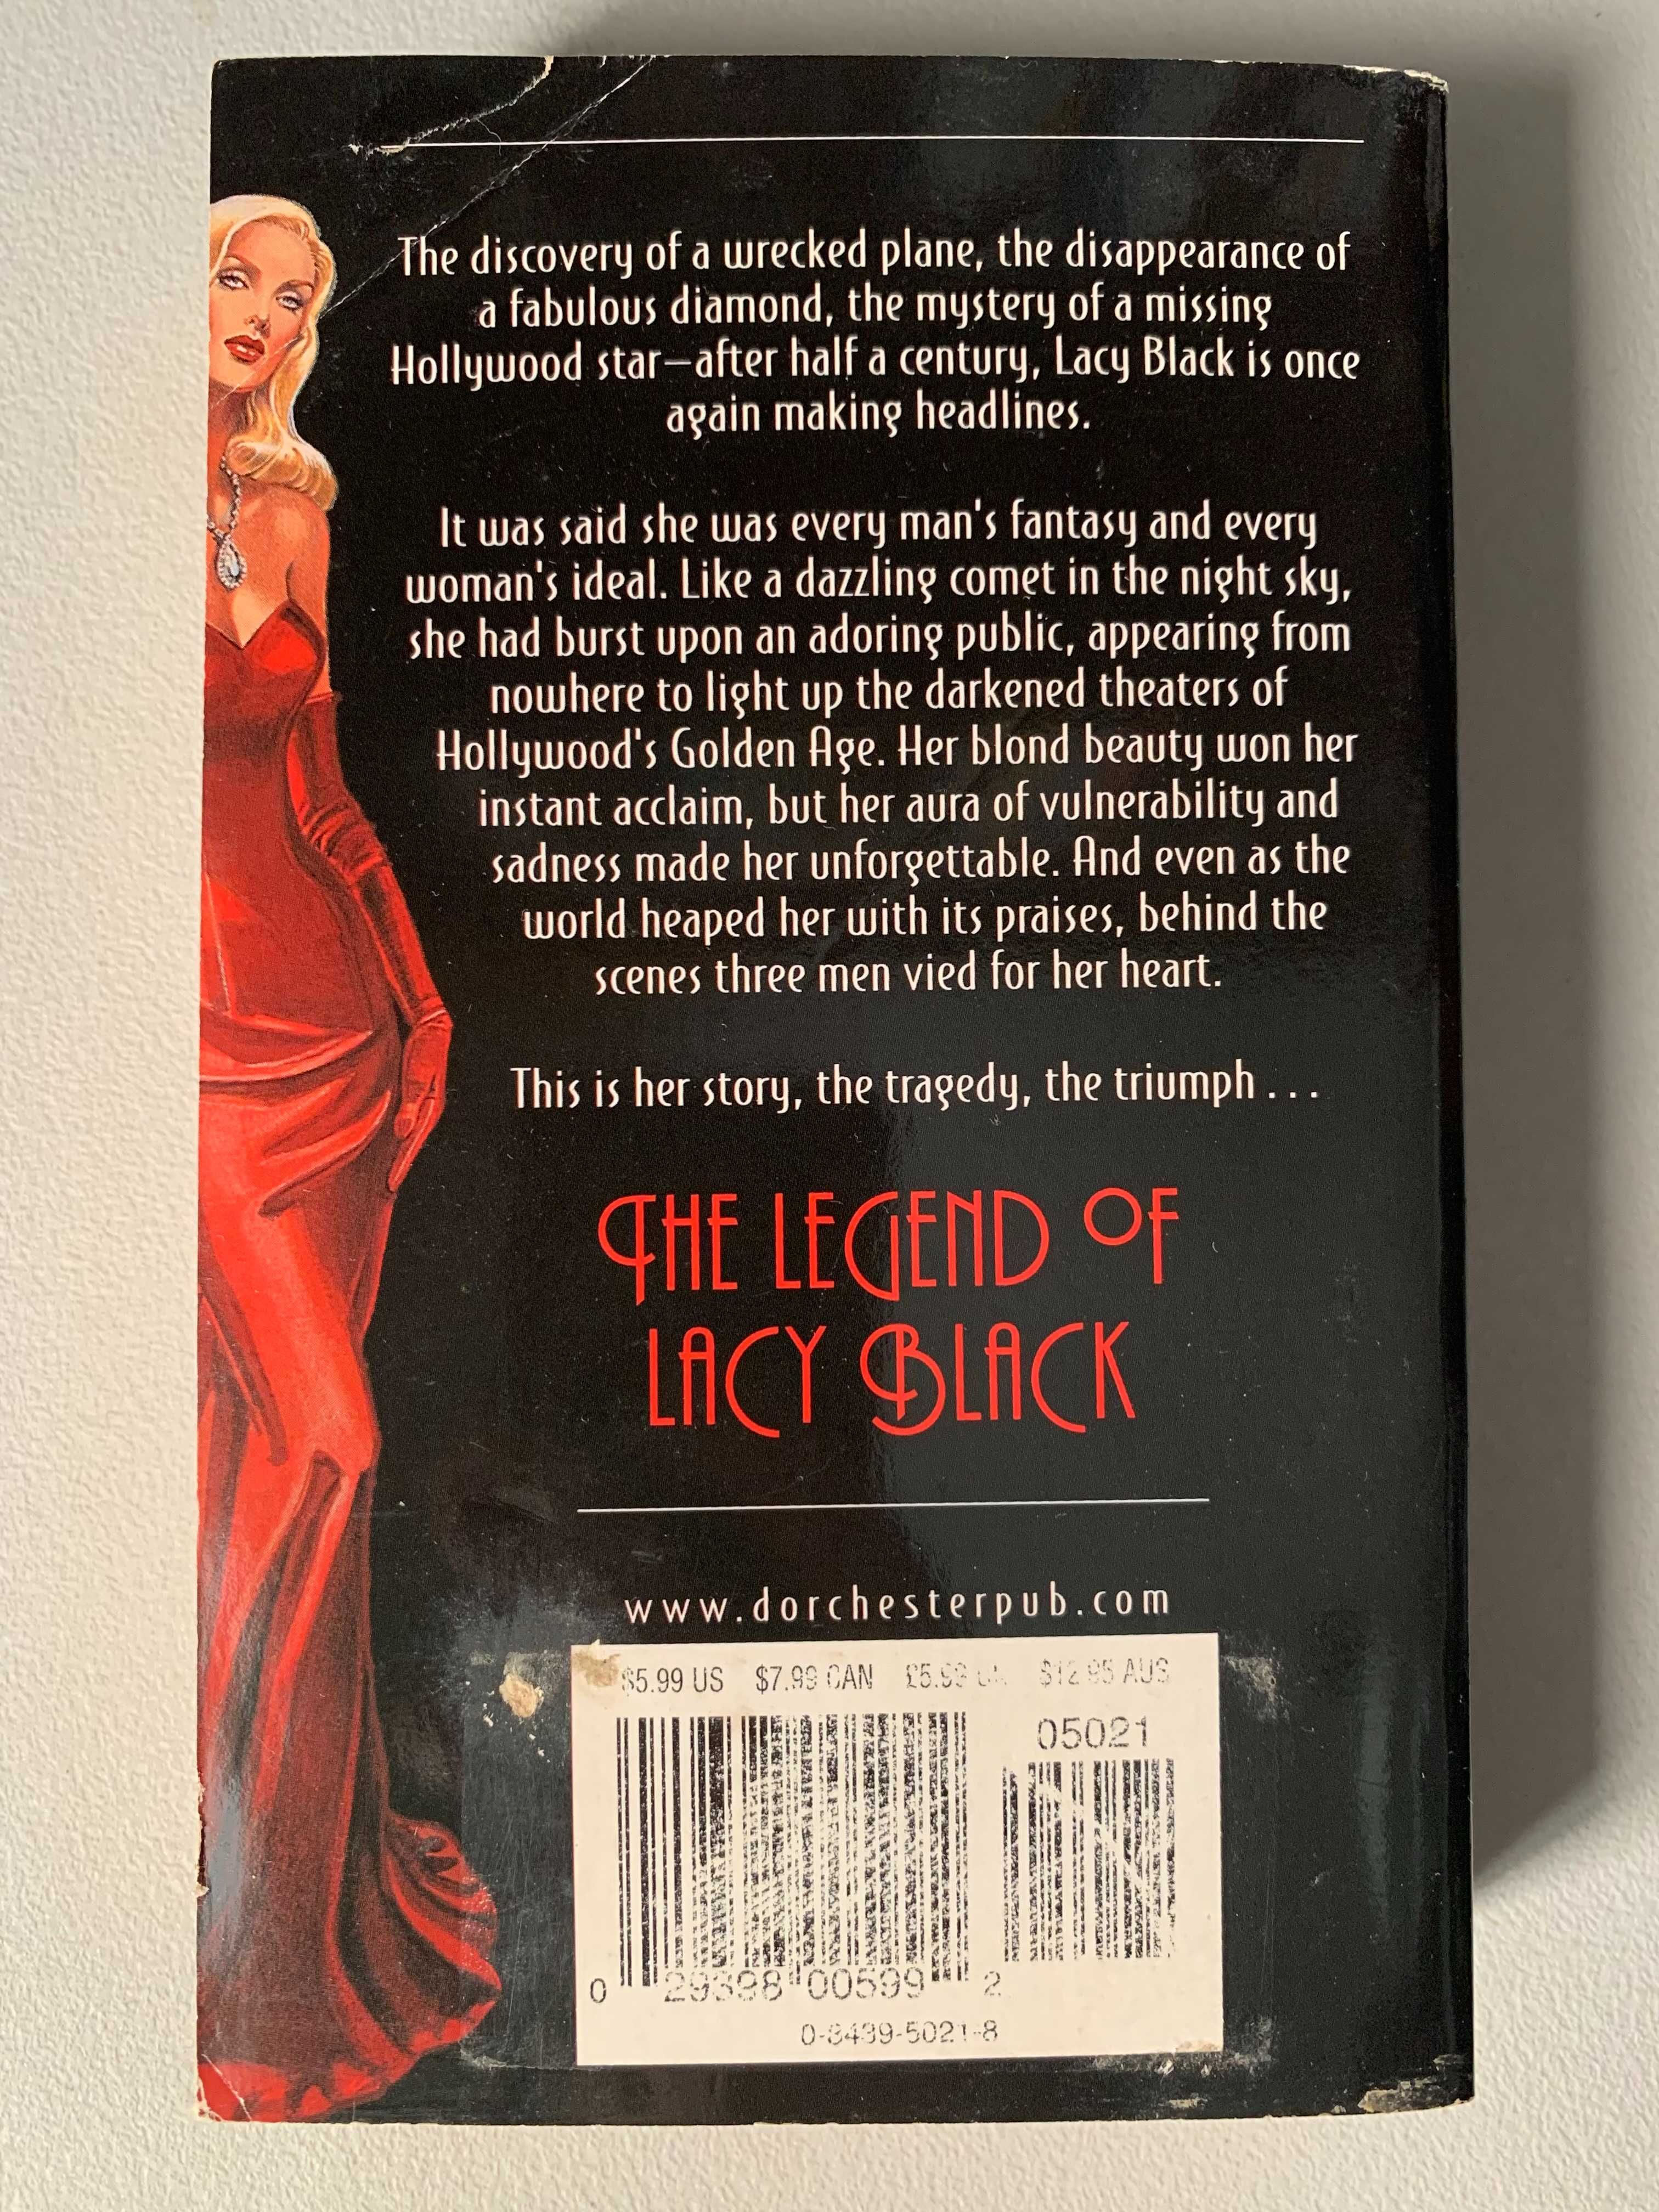 The discovery of a wrecked plane, the disappearance of
a fabulous diamond, the mystery of a missing
Hollywood star—after half a century, Lacy Black is once
again making headlines.
It was said she was every man's fantasy and every
woman's ideal. Like a dazzling comet in the night sky,
she had burst upon an adoring public, appearing from
nowhere to light up the darkened theaters of
Hollywood's Golden Age. Her blond beauty won her
instant acclaim, but her aura of vulnerability and
sadness made her unforgettable. And even as the
world heaped her with its praises, behind the
scenes three men vied for her heart.
This is her story, the tragedy, the triumph . . .
THE LEGEND OF
LACY BLACK
www.dorchesterpub.com
$5.99 US $7.99 CAN £5.99 $12.95 AUS
05021
0 29398 00599 2
0-8439-5021-8